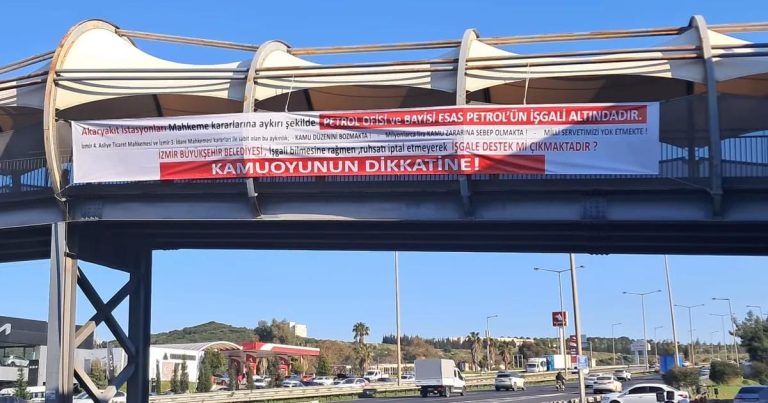 Akaryakıt İstasyonları Mahkeme kararlarına aykırı şekilde PETROL OFİSİ ve BAYİSİ ESAS PETROL'ÜN İŞGALİ ALTINDADIR.
İzmir 4. Asliye Ticaret Mahkemesi ve İzmir 5. İdare Mahkemesi kararları ile sabit olan bu aykırılık; KAMU DÜZENİNİ BOZMAKTA ! Milyonlarca lira KAMU ZARARINA SEBEP OLMAKTA ! MİLLİ SERVETİMİZİ YOK ETMEKTE !
İZMİR BÜYÜKŞEHİR BELEDİYESİ, İşgali bilmesine rağmen ,ruhsatı iptal etmeyerek İŞGALE DESTEK Mİ ÇIKMAKTADIR ?
KAMUOYUNUN DİKKATİNE !